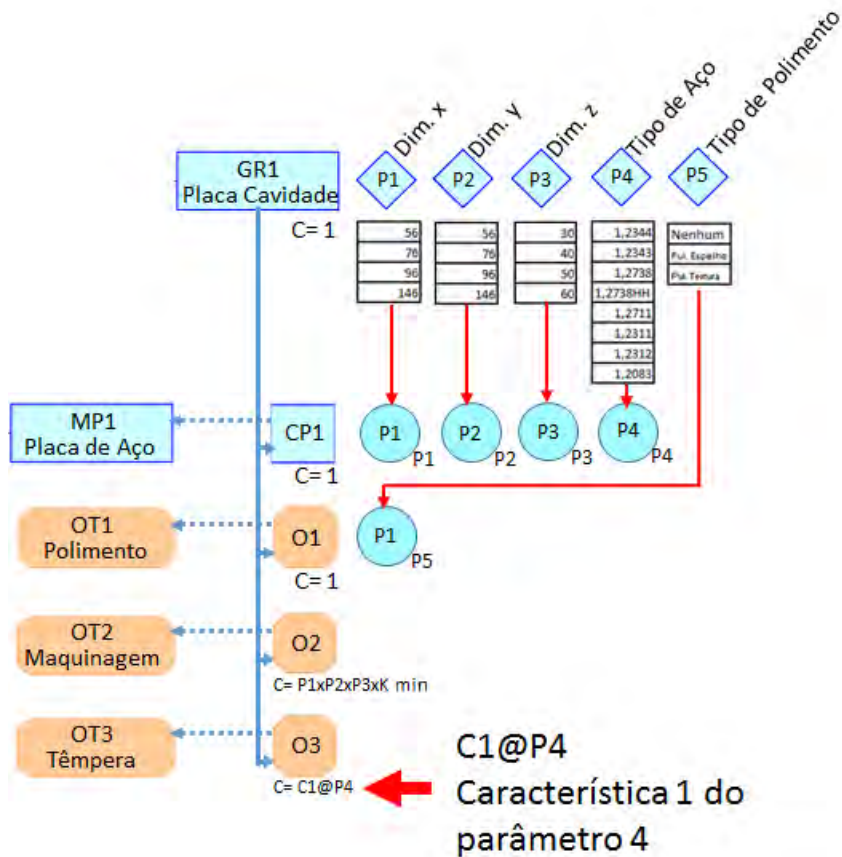 Dim. x
Dim. y
Dim. z
Tipo de Aço
Tipo de Polimento
GR1
Placa Cavidade
C= 1
P1
P2
P3
P4
P5
56
76
96
146
56
76
96
146
30
40
50
60
1,2344
1,2343
1,2738
1,2738HH
1,2711
1,2311
1,2312
1,2083
Nenhum
Pul. Espelho
Pul. Textura
MP1
Placa de Aço
CP1
C= 1
P1
P1
P2
P2
P3
P3
P4
P4
OT1
Polimento
O1
C= 1
P1
P5
OT2
Maquinagem
O2
C= P1xP2xP3xK min
OT3
Têmpera
O3
C= C1@P4
C1@P4
Característica 1 do
parâmetro 4